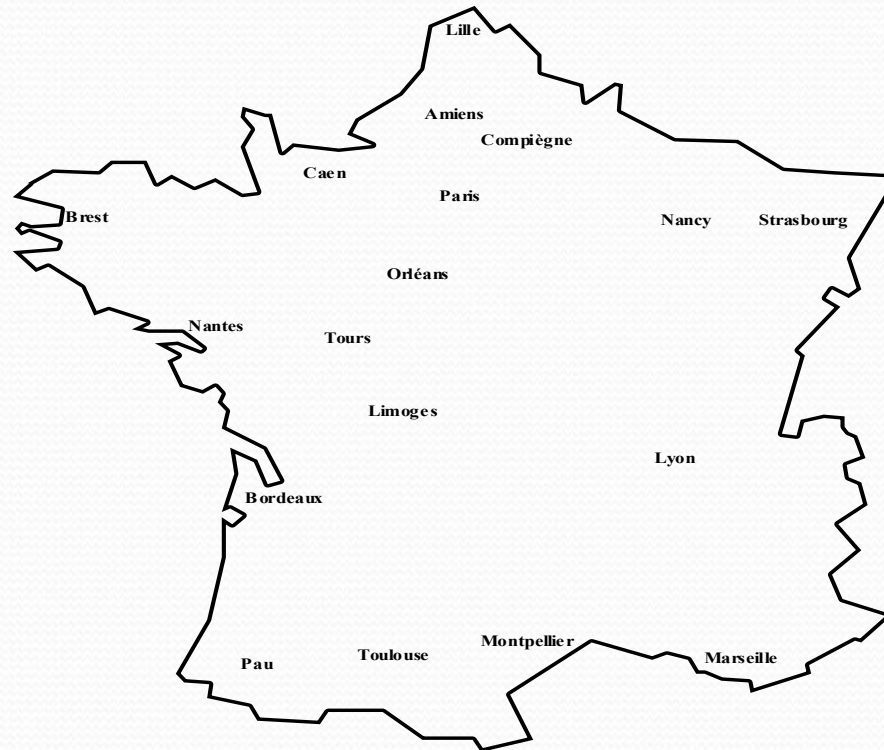 Lille
Amiens
Compiègne
Caen
Paris
Brest
Nancy
Strasbourg
Orléans
Nantes
Tours
Limoges
Lyon
Bordeaux
Montpellier
Toulouse
Marseille
Pau